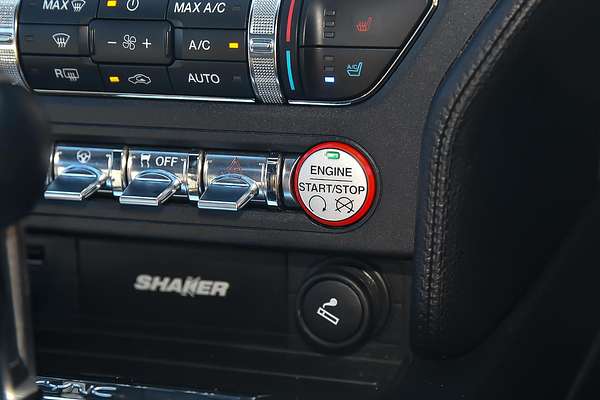 MAX
MAX A/C
- +
A/C
R
AUTO
A/C
OFF
ENGINE
START/STOP
SHAKER